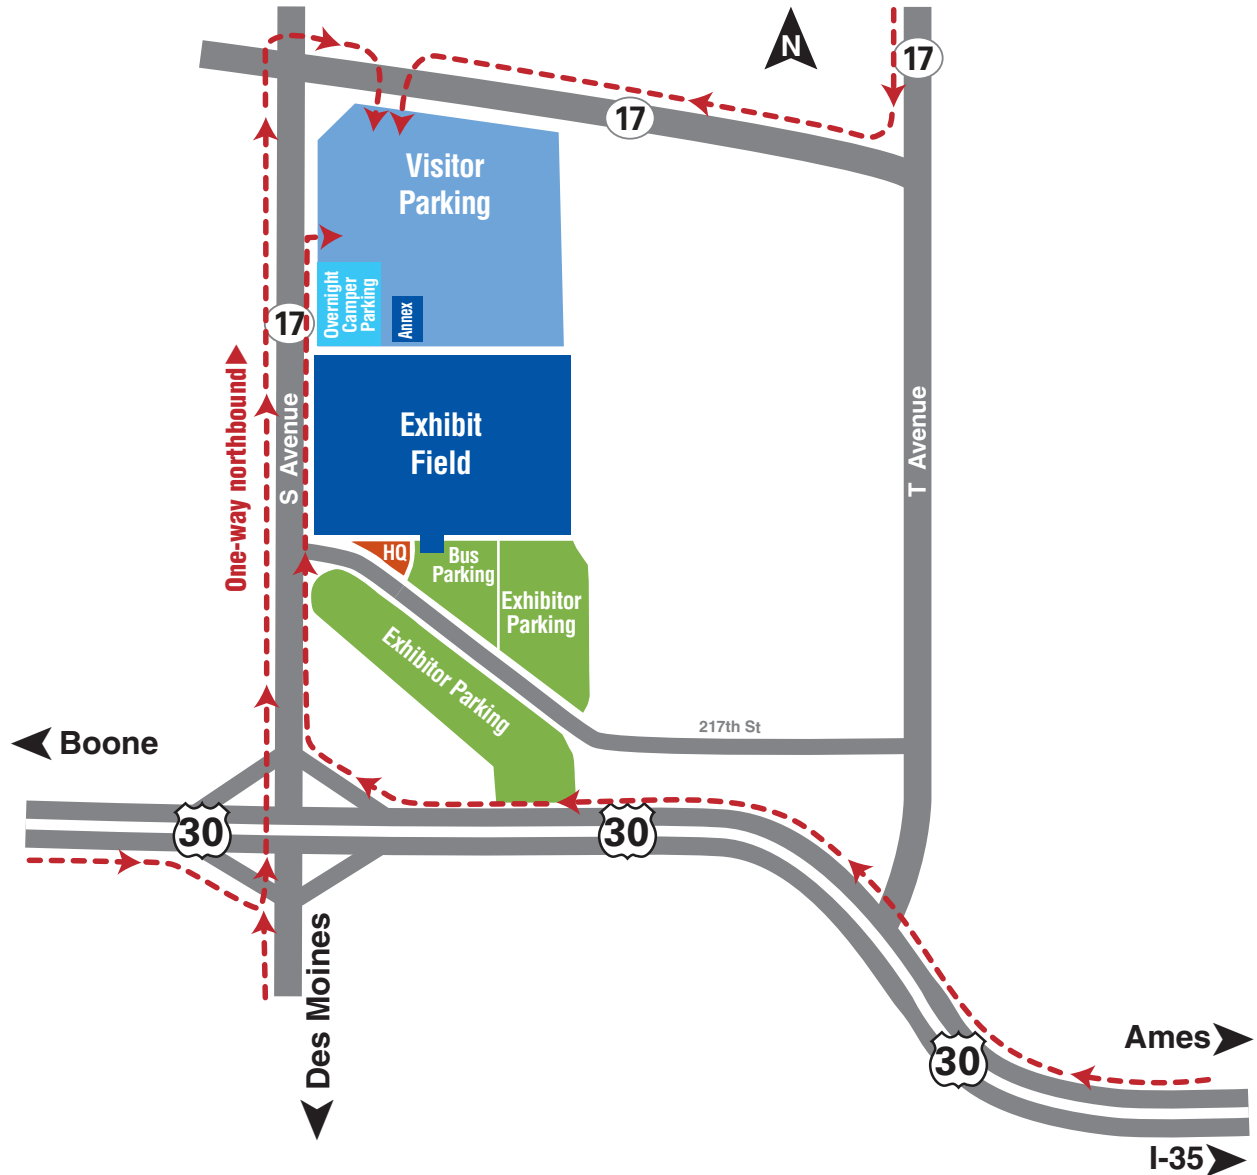 N
17
17
Visitor
Parking
Overnight
Camper
Parking
Annex
17
One-way northbound
S Avenue
Exhibit
Field
T Avenue
HQ
Bus
Parking
Exhibitor
Parking
Exhibitor Parking
217th St
Boone
30
30
Des Moines
30
Ames
I-35